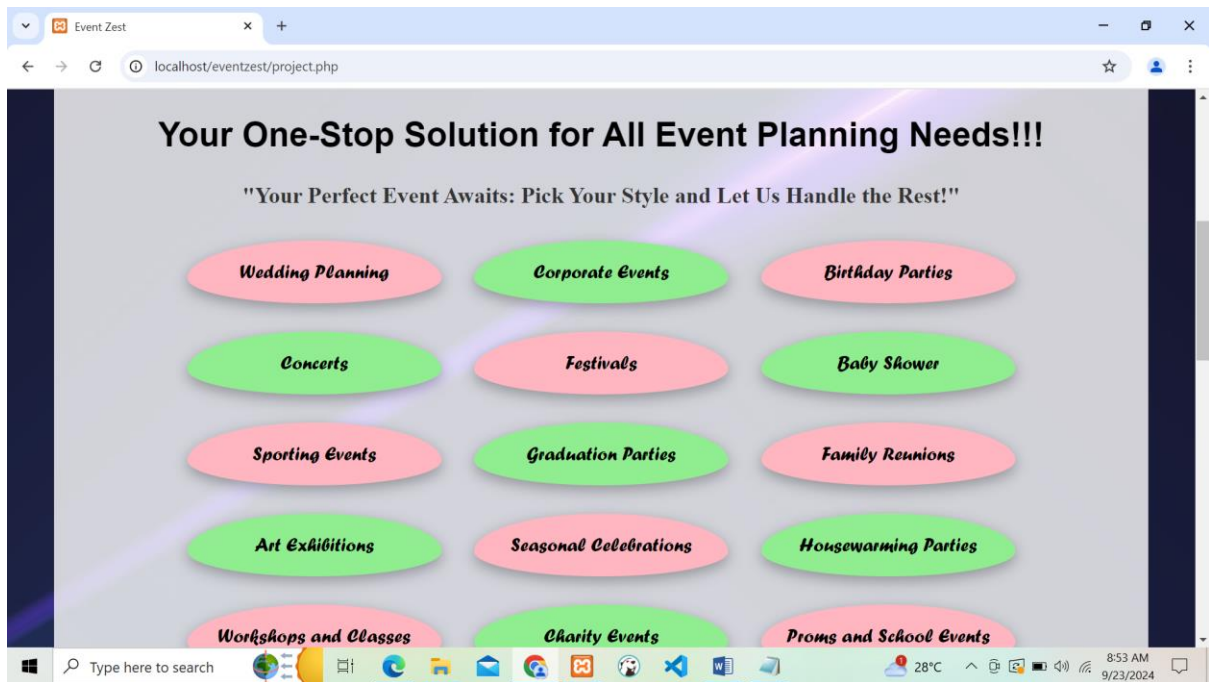 Event Zest
localhost/eventzest/project.php
Your One-Stop Solution for All Event Planning Needs!!!
"Your Perfect Event Awaits: Pick Your Style and Let Us Handle the Rest!"
Wedding Planning Corporate Events Birthday Parties
Concerts Festivals Baby Shower
Sporting Events Graduation Parties Family Reunions
Art Exhibitions Seasonal Celebrations Housewarming Parties
Workshops and Classes Charity Events Proms and School Events
Type here to search 28°C 8:53 AM
9/23/2024